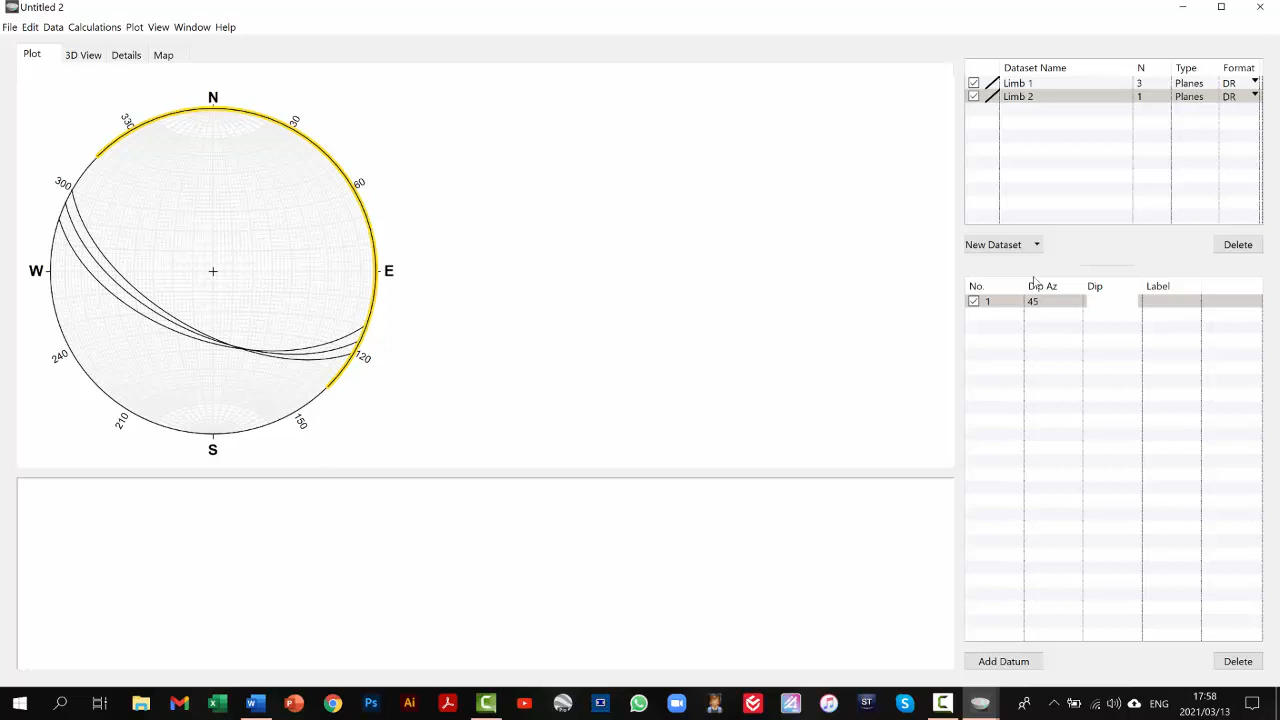 Untitled 2
File Edit Data Calculations Plot View Window Help
Plot 3D View Details Map
Dataset Name N Type Format
Limb 1 3 Planes DR
Limb 2 1 Planes DR
N
330 30
300 60
W E
240 120
210 150
S
New Dataset Delete
No. Dip Az Dip Label
1 45
Add Datum Delete
17:58
ENG
2021/03/13